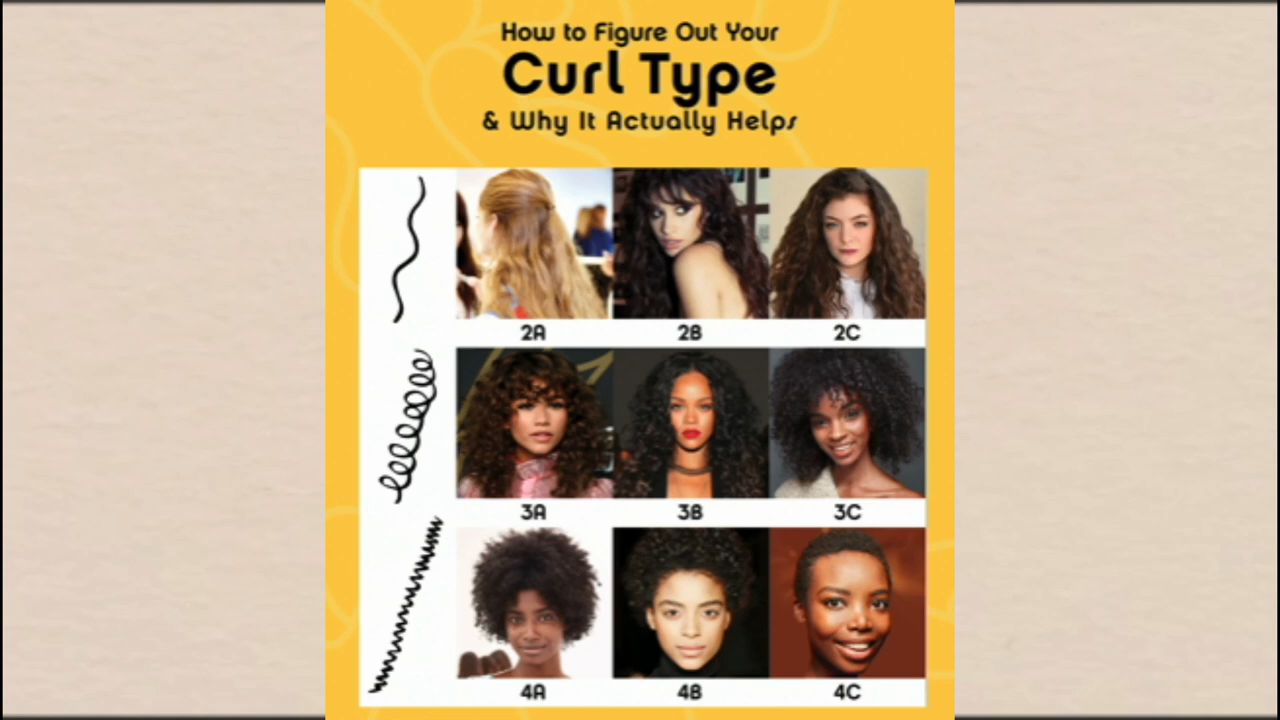 How to Figure Out Your
Curl Type
& Why It Actually Helps
2A 2B 2C
3A 3B 3C
4A 4B 4C